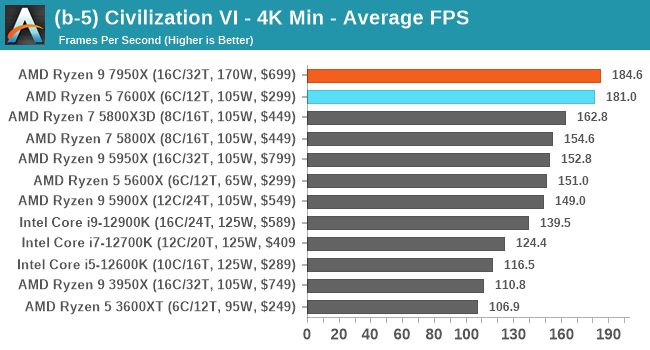 (b-5) Civilization VI - 4K Min - Average FPS
Frames Per Second (Higher is Better)
AMD Ryzen 9 7950X (16C/32T, 170W, $699) 184.6
AMD Ryzen 5 7600X (6C/12T, 105W, $299) 181.0
AMD Ryzen 7 5800X3D (8C/16T, 105W, $449) 162.8
AMD Ryzen 7 5800X (8C/16T, 105W, $449) 154.6
AMD Ryzen 9 5950X (16C/32T, 105W, $799) 152.8
AMD Ryzen 5 5600X (6C/12T, 65W, $299) 151.0
AMD Ryzen 9 5900X (12C/24T, 105W, $549) 149.0
Intel Core i9-12900K (16C/24T, 125W, $589) 139.5
Intel Core i7-12700K (12C/20T, 125W, $409 124.4
Intel Core i5-12600K (10C/16T, 125W, $289) 116.5
AMD Ryzen 9 3950X (16C/32T, 105W, $749) 110.8
AMD Ryzen 5 3600XT (6C/12T, 95W, $249) 106.9
0 20 40 60 80 100 130 160 190